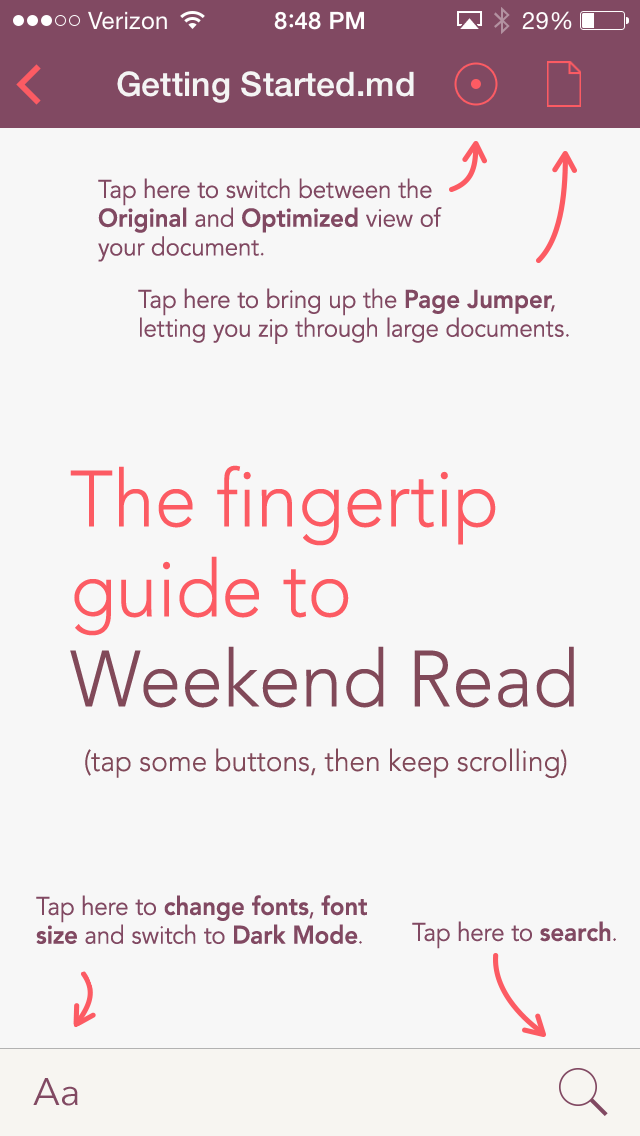 Verizon 8:48 PM 29%
Getting Started.md
Tap here to switch between the
Original and Optimized view of
your document.
Tap here to bring up the Page Jumper,
letting you zip through large documents.
The fingertip
guide to
Weekend Read
(tap some buttons, then keep scrolling)
Tap here to change fonts, font
size and switch to Dark Mode.
Tap here to search.
Aa